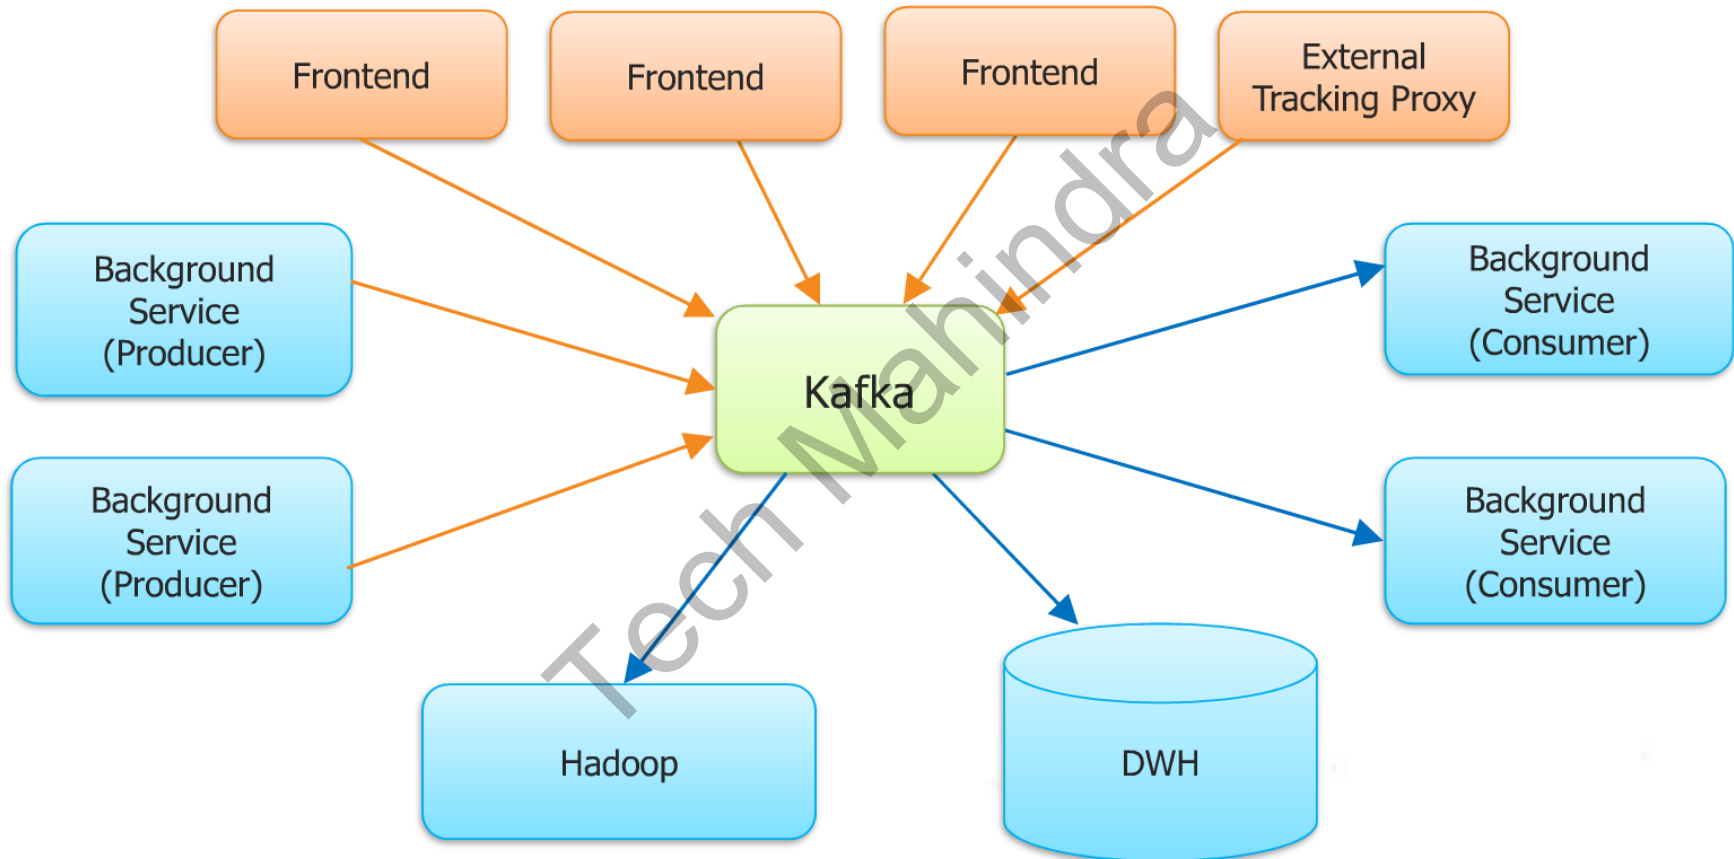 Frontend
Frontend
Frontend
External
Tracking Proxy
Background
Service
(Producer)
Background
Service
(Consumer)
Kafka
Background
Service
(Producer)
Background
Service
(Consumer)
Hadoop
DWH
Tech Mahindra